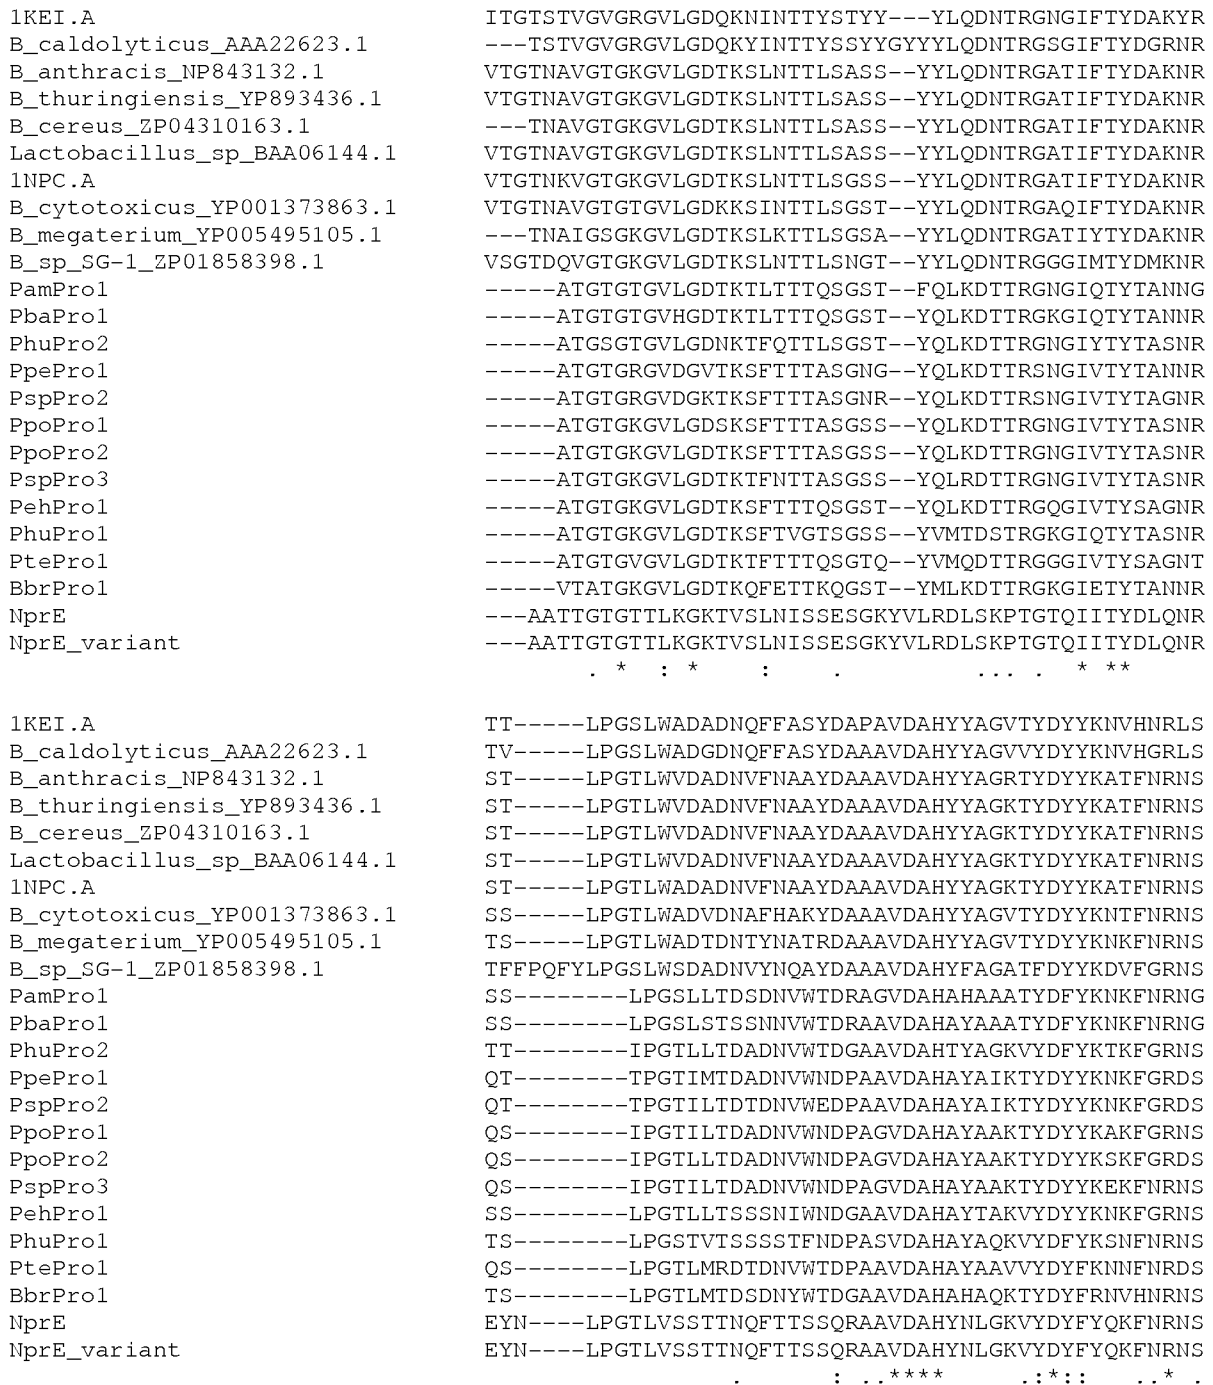 1KEI.A ITGTSTVGVGRGVLGDQKNINTTYSTYY---YLQDNTRGNGIFTYDAKYR
B_caldolyticus_AAA22623.1 ---TSTVGVGRGVLGDQKYINTTYSSYYGYYYLQDNTRGSGIFTYDGRNR
B_anthracis_NP843132.1 VTGTNAVGTGKGVLGDTKSLNTTLSASS--YYLQDNTRGATIFTYDAKNR
B_thuringiensis_YP893436.1 VTGTNAVGTGKGVLGDTKSLNTTLSASS--YYLQDNTRGATIFTYDAKNR
B_cereus_ZP04310163.1 ---TNAVGTGKGVLGDTKSLNTTLSASS--YYLQDNTRGATIFTYDAKNR
Lactobacillus_sp_BAA06144.1 VTGTNAVGTGKGVLGDTKSLNTTLSASS--YYLQDNTRGATIFTYDAKNR
1NPC.A VTGTNKVGTGKGVLGDTKSLNTTLSGSS--YYLQDNTRGATIFTYDAKNR
B_cytotoxicus_YP001373863.1 VTGTNAVGTGTGVLGDKKSINTTLSGST--YYLQDNTRGAQIFTYDAKNR
B_megaterium_YP005495105.1 ---TNAIGSGKGVLGDTKSLKTTLSGSA--YYLQDNTRGATIYTYDAKNR
B_sp_SG-1_ZP01858398.1 VSGTDQVGTGKGVLGDTKSLNTTLSNGT--YYLQDNTRGGGIMTYDMKNR
PamPro1 -----ATGTGTGVLGDTKTLTTTQSGST--FQLKDTTRGNGIQTYTANNG
PbaPro1 -----ATGTGTGVHGDTKTLTTTQSGST--YQLKDTTRGKGIQTYTANNR
PhuPro2 -----ATGSGTGVLGDNKTFQTTLSGST--YQLKDTTRGNGIYTYTASNR
PpePro1 -----ATGTGRGVDGVTKSFTTTASGNG--YQLKDTTRSNGIVTYTANNR
PspPro2 -----ATGTGRGVDGKTKSFTTTASGNR--YQLKDTTRSNGIVTYTAGNR
PpoPro1 -----ATGTGKGVLGDSKSFTTTASGSS--YQLKDTTRGNGIVTYTASNR
PpoPro2 -----ATGTGKGVLGDTKSFTTTASGSS--YQLKDTTRGNGIVTYTASNR
PspPro3 -----ATGTGKGVLGDTKTFNTTASGSS--YQLRDTTRGNGIVTYTASNR
PehPro1 -----ATGTGKGVLGDTKSFTTTQSGST--YQLKDTTRGQGIVTYSAGNR
PhuPro1 -----ATGTGKGVLGDTKSFTVGTSGSS--YVMTDSTRGKGIQTYTASNR
PtePro1 -----ATGTGVGVLGDTKTFTTTQSGTQ--YVMQDTTRGGGIVTYSAGNT
BbrPro1 -----VTATGKGVLGDTKQFETTKQGST--YMLKDTTRGKGIETYTANNR
NprE ---AATTGTGTTLKGKTVSLNISSESGKYVLRDLSKPTGTQIITYDLQNR
NprE_variant ---AATTGTGTTLKGKTVSLNISSESGKYVLRDLSKPTGTQIITYDLQNR
. * : * : . ... . * **
1KEI.A TT-----LPGSLWADADNQFFASYDAPAVDAHYYAGVTYDYYKNVHNRLS
B_caldolyticus_AAA22623.1 TV-----LPGSLWADGDNQFFASYDAAAVDAHYYAGVVYDYYKNVHGRLS
B_anthracis_NP843132.1 ST-----LPGTLWVDADNVFNAAYDAAAVDAHYYAGRTYDYYKATFNRNS
B_thuringiensis_YP893436.1 ST-----LPGTLWVDADNVFNAAYDAAAVDAHYYAGKTYDYYKATFNRNS
B_cereus_ZP04310163.1 ST-----LPGTLWVDADNVFNAAYDAAAVDAHYYAGKTYDYYKATFNRNS
Lactobacillus_sp_BAA06144.1 ST-----LPGTLWVDADNVFNAAYDAAAVDAHYYAGKTYDYYKATFNRNS
1NPC.A ST-----LPGTLWADADNVFNAAYDAAAVDAHYYAGKTYDYYKATFNRNS
B_cytotoxicus_YP001373863.1 SS-----LPGTLWADVDNAFHAKYDAAAVDAHYYAGVTYDYYKNTFNRNS
B_megaterium_YP005495105.1 TS-----LPGTLWADTDNTYNATRDAAAVDAHYYAGVTYDYYKNKFNRNS
B_sp_SG-1_ZP01858398.1 TFFPQFYLPGSLWSDADNVYNQAYDAAAVDAHYFAGATFDYYKDVFGRNS
PamPro1 SS--------LPGSLLTDSDNVWTDRAGVDAHAHAAATYDFYKNKFNRNG
PbaPro1 SS--------LPGSLSTSSNNVWTDRAAVDAHAYAAATYDFYKNKFNRNG
PhuPro2 TT--------IPGTLLTDADNVWTDGAAVDAHTYAGKVYDFYKTKFGRNS
PpePro1 QT--------TPGTIMTDADNVWNDPAAVDAHAYAIKTYDYYKNKFGRDS
PspPro2 QT--------TPGTILTDTDNVWEDPAAVDAHAYAIKTYDYYKNKFGRDS
PpoPro1 QS--------IPGTILTDADNVWNDPAGVDAHAYAAKTYDYYKAKFGRNS
PpoPro2 QS--------IPGTLLTDADNVWNDPAGVDAHAYAAKTYDYYKSKFGRDS
PspPro3 QS--------IPGTILTDADNVWNDPAGVDAHAYAAKTYDYYKEKFNRNS
PehPro1 SS--------LPGTLLTSSSNIWNDGAAVDAHAYTAKVYDYYKNKFGRNS
PhuPro1 TS--------LPGSTVTSSSSTFNDPASVDAHAYAQKVYDFYKSNFNRNS
PtePro1 QS--------LPGTLMRDTDNVWTDPAAVDAHAYAAVVYDYFKNNFNRDS
BbrPro1 TS--------LPGTLMTDSDNYWTDGAAVDAHAHAQKTYDYFRNVHNRNS
NprE EYN----LPGTLVSSTTNQFTTSSQRAAVDAHYNLGKVYDYFYQKFNRNS
NprE_variant EYN----LPGTLVSSTTNQFTTSSQRAAVDAHYNLGKVYDYFYQKFNRNS
. : ..**** .:*:: ..* .